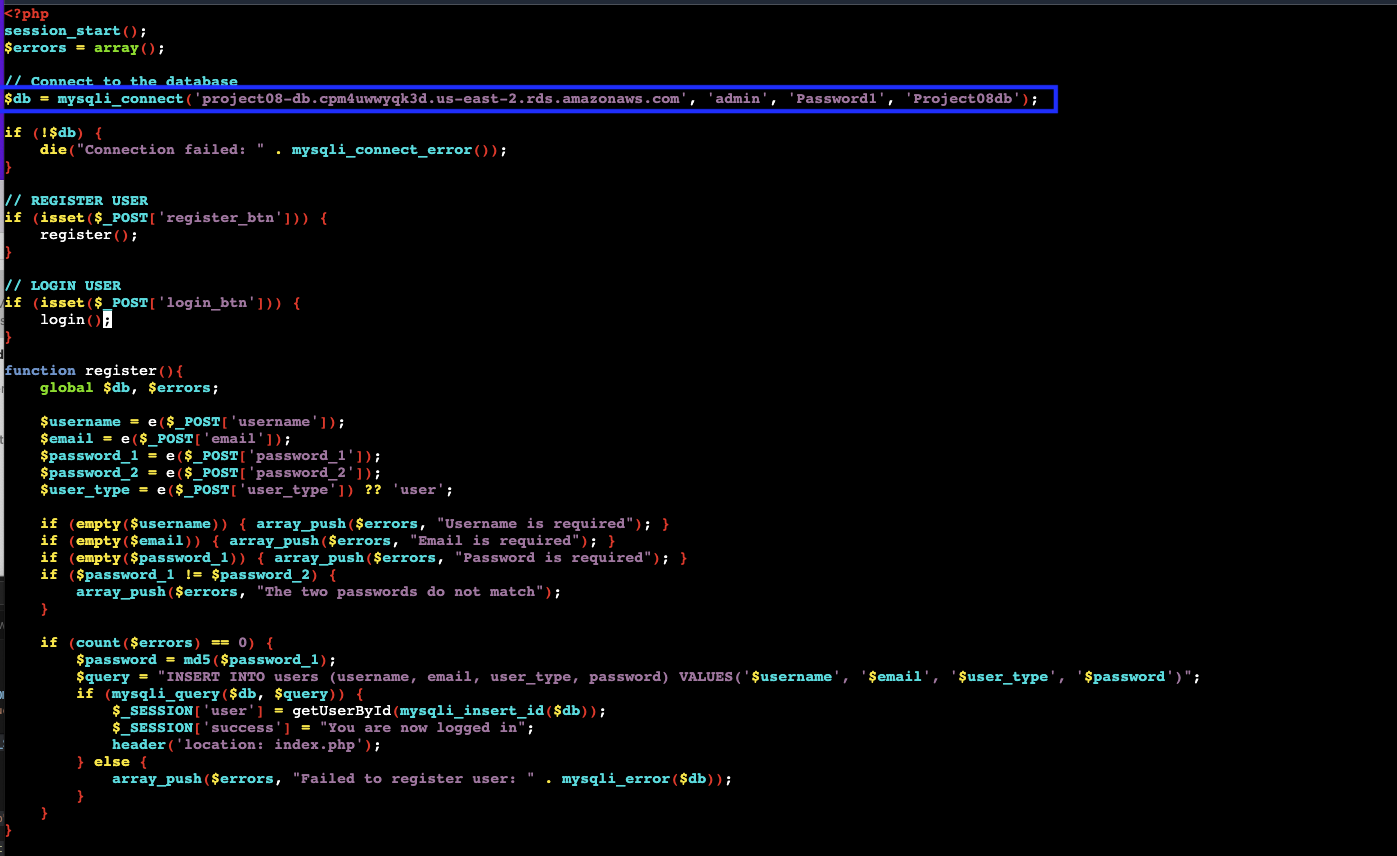 <?php
session_start();
$errors = array();
// Connect to the database
$db = mysqli_connect('project08-db.cpm4uwwyqk3d.us-east-2.rds.amazonaws.com', 'admin', 'Password1', 'Project08db');
if (!$db) {
    die("Connection failed: " . mysqli_connect_error());
}
// REGISTER USER
if (isset($_POST['register_btn'])) {
    register();
}
// LOGIN USER
if (isset($_POST['login_btn'])) {
    login();
}
function register(){
    global $db, $errors;
    $username = e($_POST['username']);
    $email = e($_POST['email']);
    $password_1 = e($_POST['password_1']);
    $password_2 = e($_POST['password_2']);
    $user_type = e($_POST['user_type']) ?? 'user';
    if (empty($username)) { array_push($errors, "Username is required"); }
    if (empty($email)) { array_push($errors, "Email is required"); }
    if (empty($password_1)) { array_push($errors, "Password is required"); }
    if ($password_1 != $password_2) {
        array_push($errors, "The two passwords do not match");
    }
    if (count($errors) == 0) {
        $password = md5($password_1);
        $query = "INSERT INTO users (username, email, user_type, password) VALUES('$username', '$email', '$user_type', '$password')";
        if (mysqli_query($db, $query)) {
            $_SESSION['user'] = getUserById(mysqli_insert_id($db));
            $_SESSION['success'] = "You are now logged in";
            header('location: index.php');
        } else {
            array_push($errors, "Failed to register user: " . mysqli_error($db));
        }
    }
}